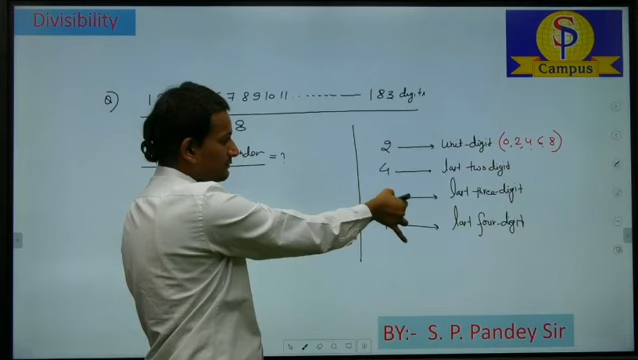 Divisibility
SP
Campus
Q) 1 7 8 9 10 11 ........ 183 digits
8
= ?
2 → unit-digit (0, 2, 4, 6, 8)
4 → last two digit
→ last three-digit
→ last four-digit
BY:- S. P. Pandey Sir